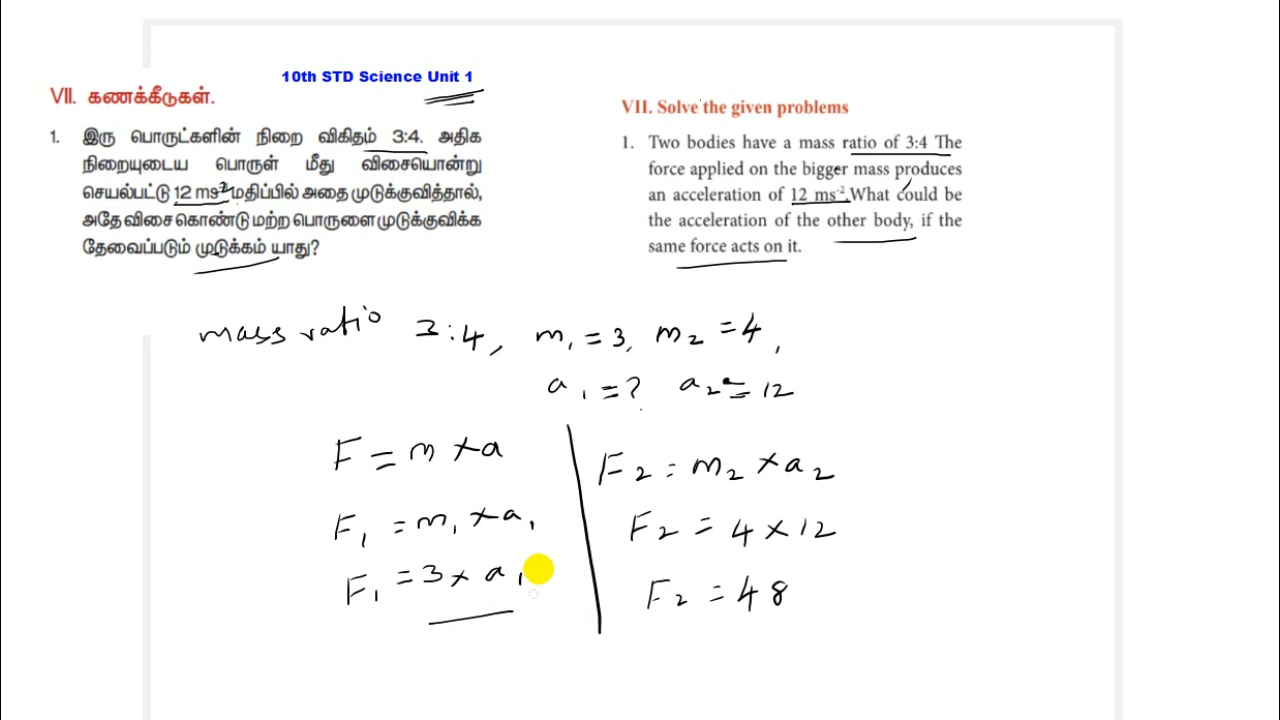 10th STD Science Unit 1
VII. கணக்கீடுகள்.
1. இரு பொருட்களின் நிறை விகிதம் 3:4. அதிக
நிறையுடைய பொருள் மீது விசையொன்று
செயல்பட்டு 12 ms² மதிப்பில் அதை முடுக்குவித்தால்,
அதே விசை கொண்டு மற்ற பொருளை முடுக்குவிக்க
தேவைப்படும் முடுக்கம் யாது?
VII. Solve the given problems
1. Two bodies have a mass ratio of 3:4 The
force applied on the bigger mass produces
an acceleration of 12 ms⁻². What could be
the acceleration of the other body, if the
same force acts on it.
mass ratio 3:4, m₁ = 3, m₂ = 4,
a₁ = ? a₂ = 12
F = m × a
F₁ = m₁ × a₁
F₁ = 3 × a₁
F₂ = m₂ × a₂
F₂ = 4 × 12
F₂ = 48